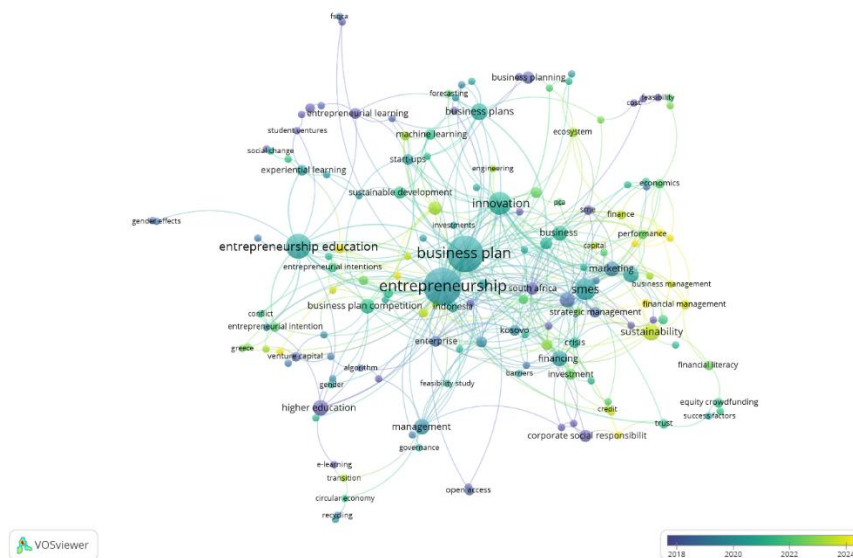 fsqca
business planning
forecasting
business plans
cost
feasibility
entrepreneurial learning
machine learning
ecosystem
student ventures
social change
start-ups
experiential learning
engineering
sustainable development
economics
innovation
pca
sme
finance
gender effects
investments
performance
entrepreneurship education
business
capital
business plan
entrepreneurial intentions
marketing
entrepreneurship
south africa
smes
business management
business plan competition
indonesia
strategic management
financial management
conflict
entrepreneurial intention
kosovo
sustainability
enterprise
crisis
greece
venture capital
financing
algorithm
barriers
investment
financial literacy
gender
feasibility study
higher education
credit
equity crowdfunding
success factors
management
trust
corporate social responsibilit
governance
e-learning
transition
open access
circular economy
recycling
VOSviewer
2018 2020 2022 2024